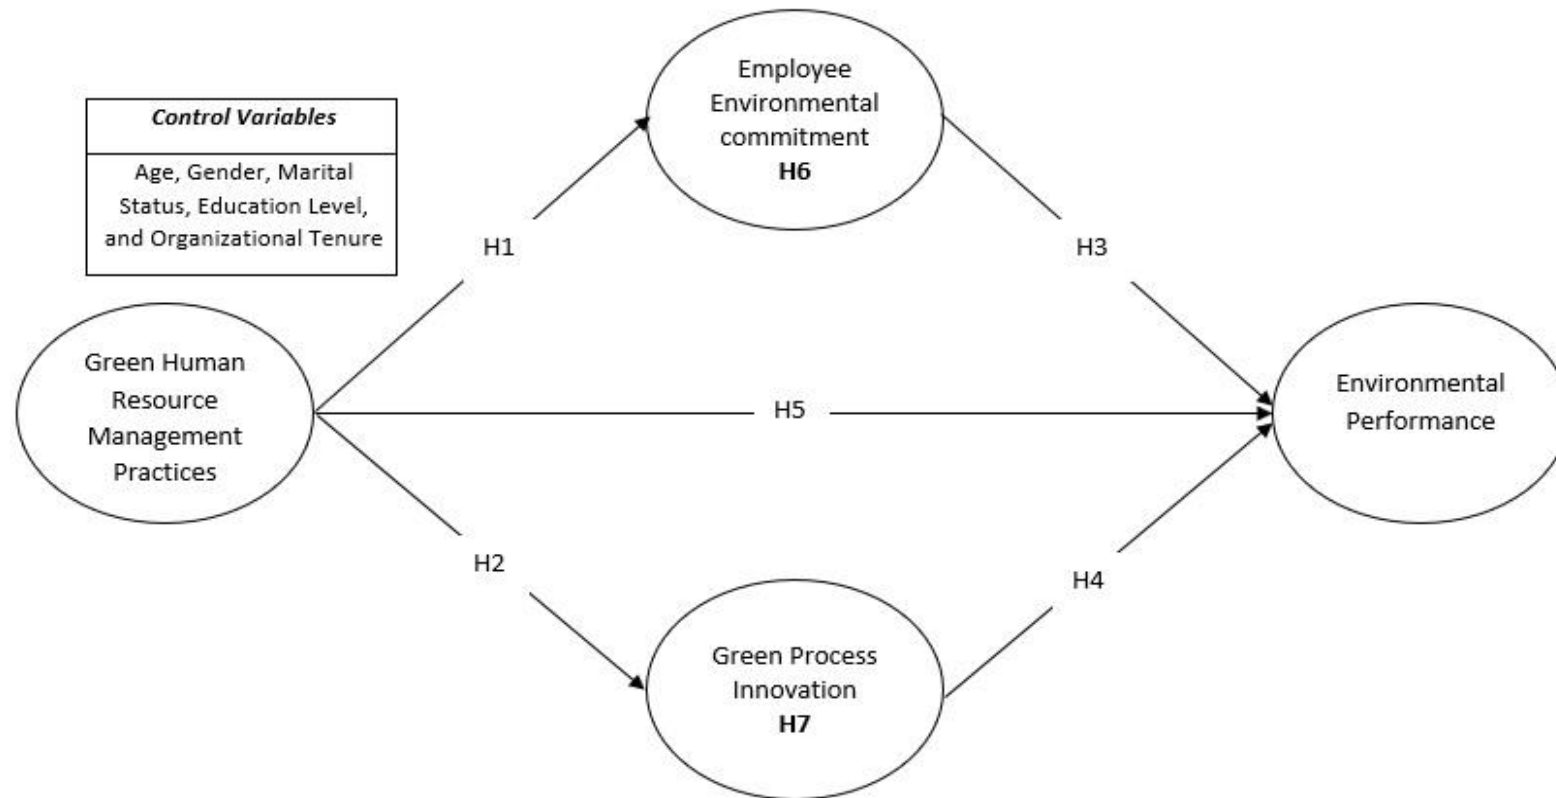 Employee
Environmental
commitment
H6
Control Variables
Age, Gender, Marital
Status, Education Level,
and Organizational Tenure
H1
H3
Green Human
Resource
Management
Practices
H5
Environmental
Performance
H2
H4
Green Process
Innovation
H7